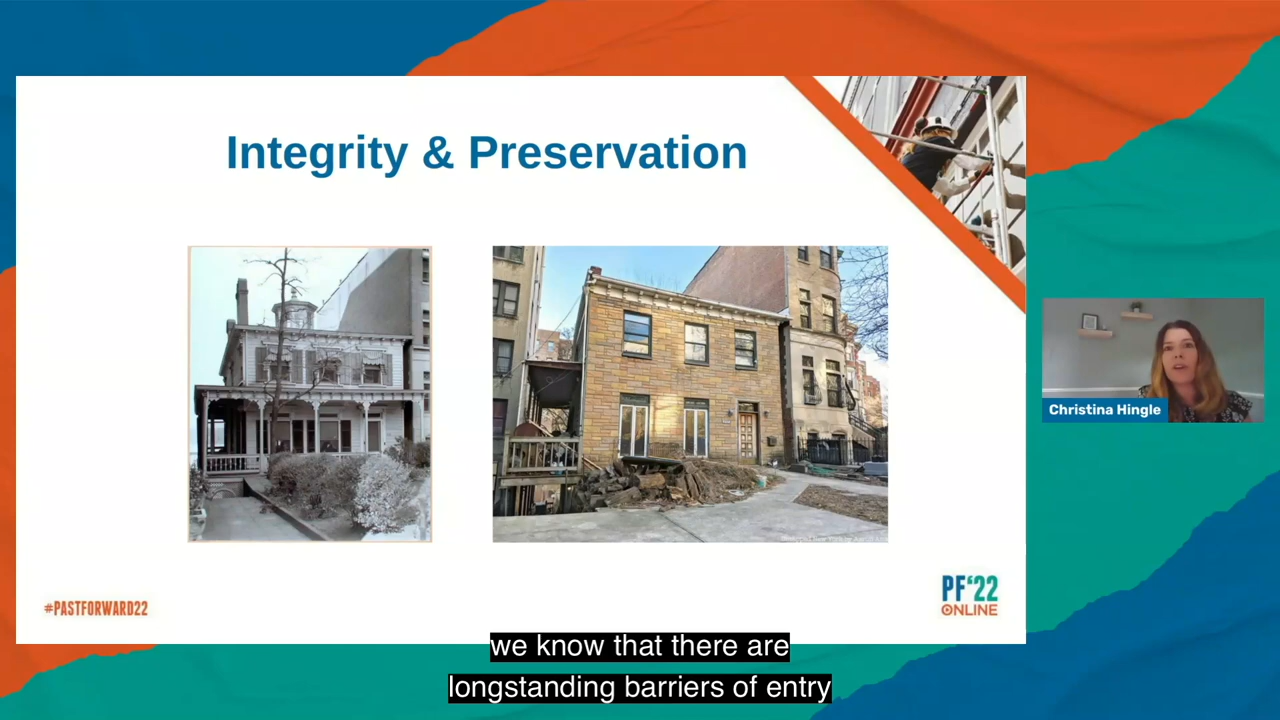 Integrity & Preservation
Christina Hingle
#PASTFORWARD22
PF'22
ONLINE
we know that there are
longstanding barriers of entry